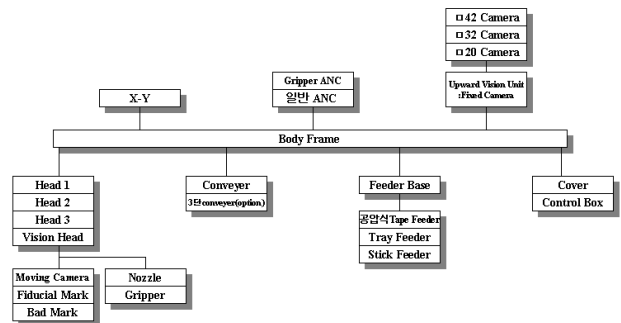 ㅁ42 Camera
ㅁ32 Camera
ㅁ20 Camera
Upward Vision Unit
:Fixed Camera
Gripper ANC
일반 ANC
X-Y
Body Frame
Head 1
Head 2
Head 3
Vision Head
Conveyer
3단conveyer(option)
Feeder Base
공압식Tape Feeder
Tray Feeder
Stick Feeder
Cover
Control Box
Moving Camera
Fiducial Mark
Bad Mark
Nozzle
Gripper